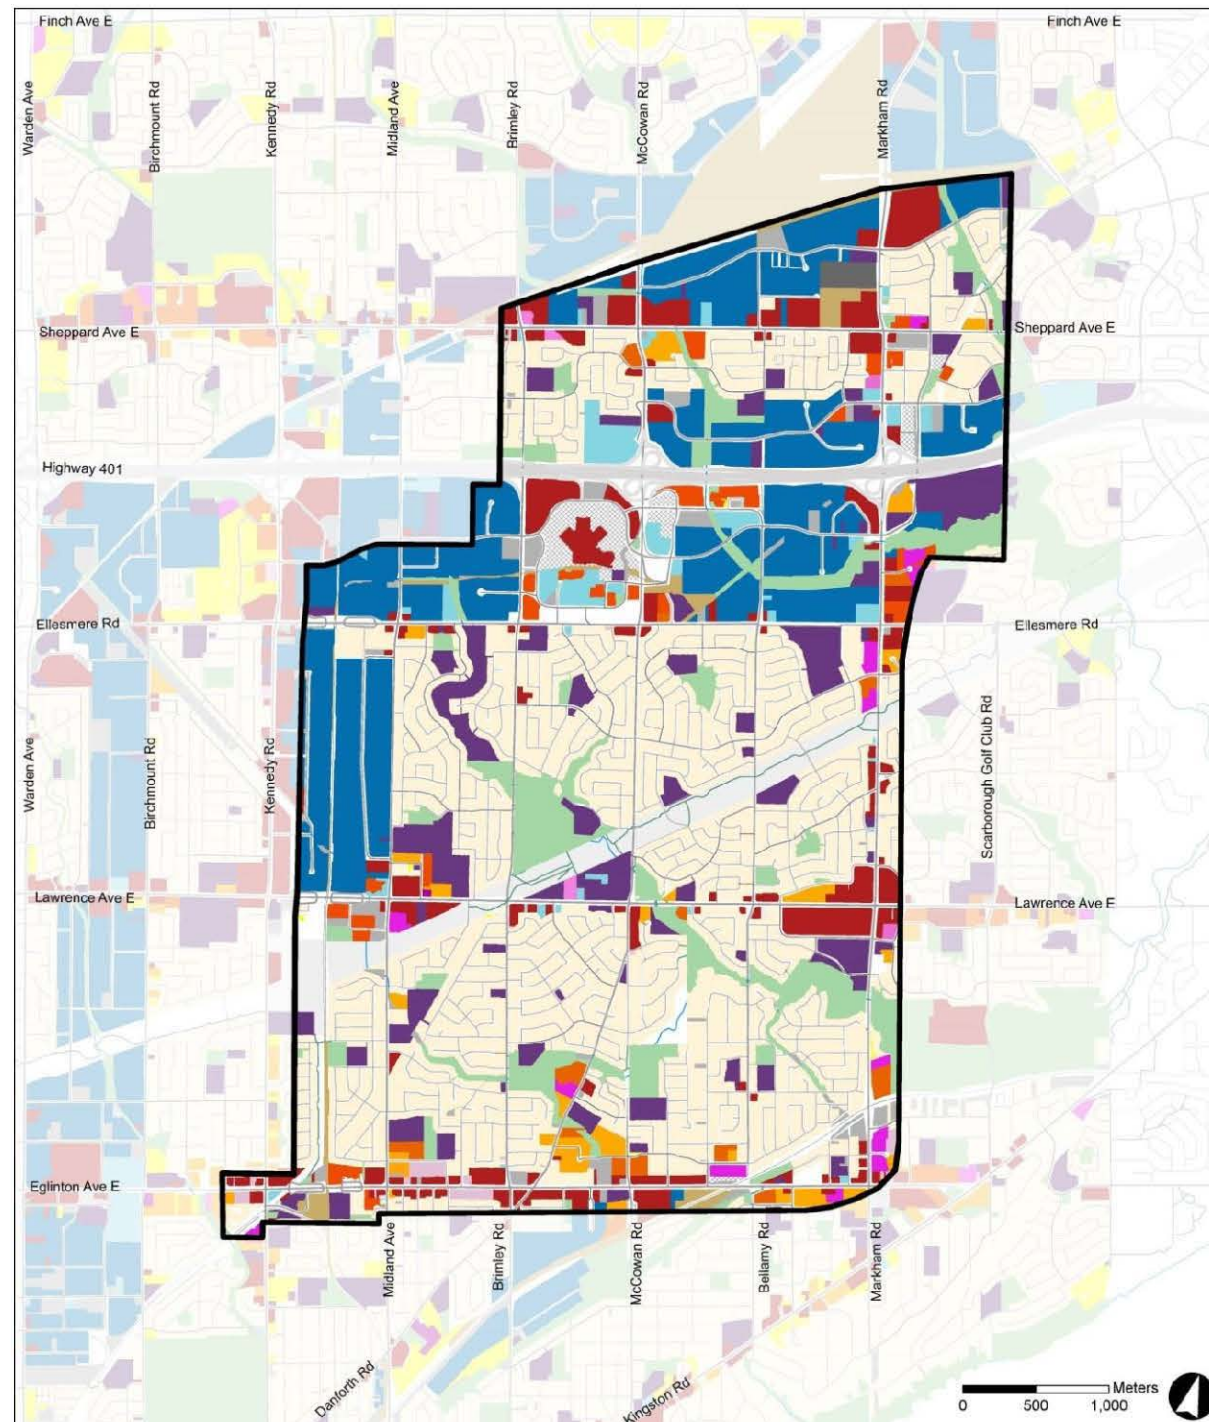 Finch Ave E
Finch Ave E
Warden Ave
Birchmount Rd
Kennedy Rd
Midland Ave
Brimley Rd
McCowan Rd
Markham Rd
Sheppard Ave E
Sheppard Ave E
Highway 401
Ellesmere Rd
Ellesmere Rd
Warden Ave
Birchmount Rd
Kennedy Rd
Scarborough Golf Club Rd
Lawrence Ave E
Lawrence Ave E
Eglinton Ave E
Midland Ave
Brimley Rd
McCowan Rd
Bellamy Rd
Markham Rd
Danforth Rd
Kingston Rd
Meters
0 500 1,000